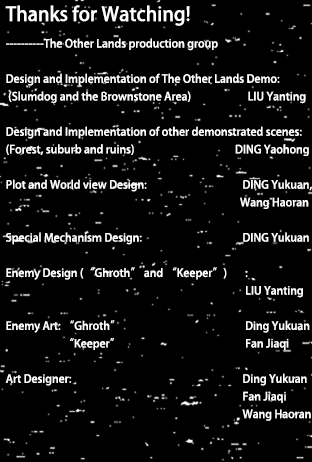 Thanks for Watching!
----------The Other Lands production group
Design and Implementation of The Other Lands Demo:
(Slumdog and the Brownstone Area) LIU Yanting
Design and Implementation of other demonstrated scenes:
(Forest, suburb and ruins) DING Yaohong
Plot and World view Design: DING Yukuan,
Wang Haoran
Special Mechanism Design: DING Yukuan
Enemy Design (“Ghroth” and “Keeper”) :
LIU Yanting
Enemy Art: “Ghroth” Ding Yukuan
“Keeper” Fan Jiaqi
Art Designer: Ding Yukuan
Fan Jiaqi
Wang Haoran